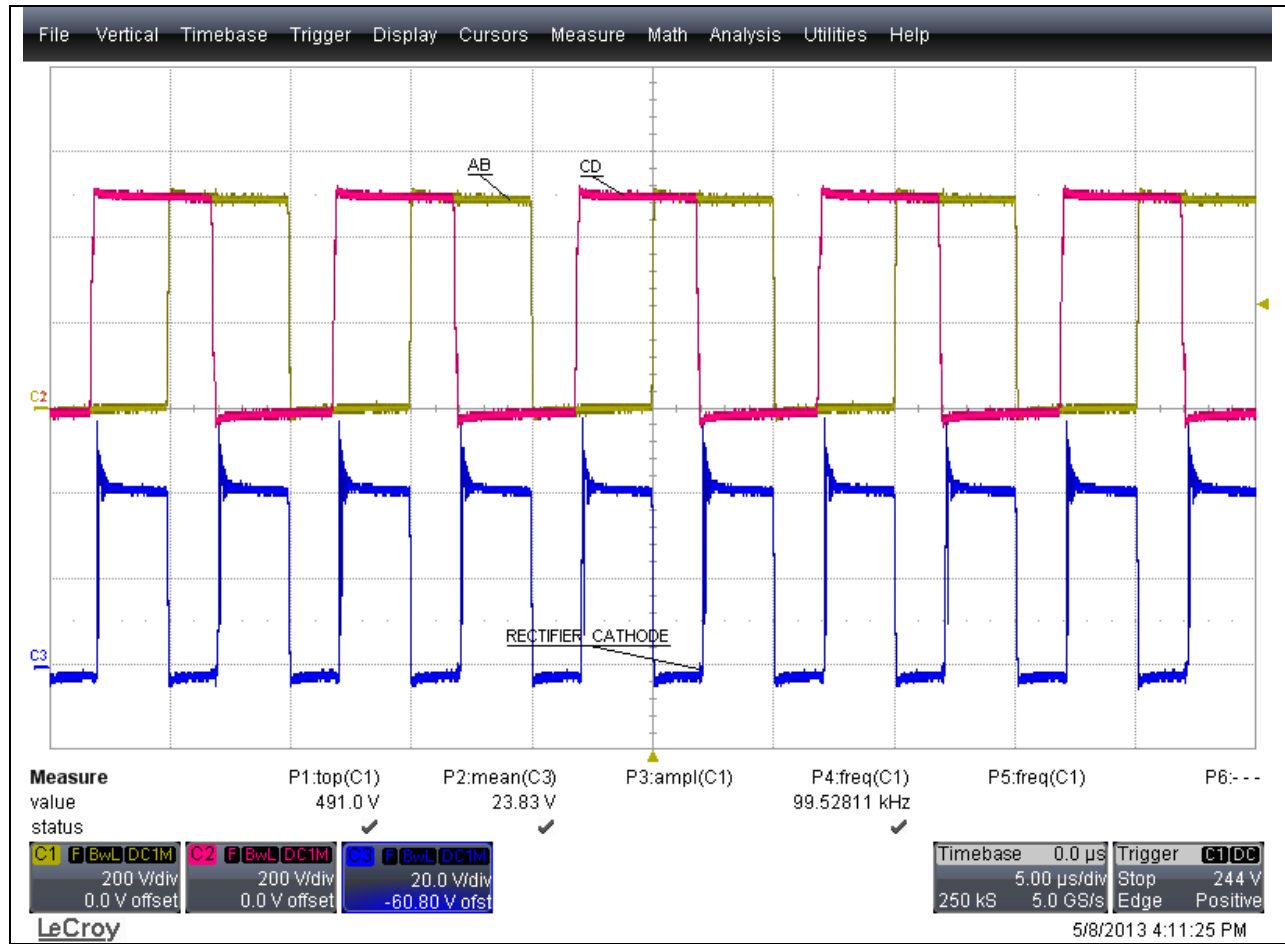 File Vertical Timebase Trigger Display Cursors Measure Math Analysis Utilities Help
AB
CD
C2
C3
RECTIFIER CATHODE
Measure P1:top(C1) P2:mean(C3) P3:ampl(C1) P4:freq(C1) P5:freq(C1) P6:- - -
value 491.0 V 23.83 V 99.52811 kHz
status
C1 F BwL DC1M C2 F BwL DC1M C3 F BwL DC1M Timebase 0.0 µs Trigger C1 DC
200 V/div 200 V/div 20.0 V/div 5.00 µs/div Stop 244 V
0.0 V offset 0.0 V offset -60.80 V ofst 250 kS 5.0 GS/s Edge Positive
LeCroy 5/8/2013 4:11:25 PM